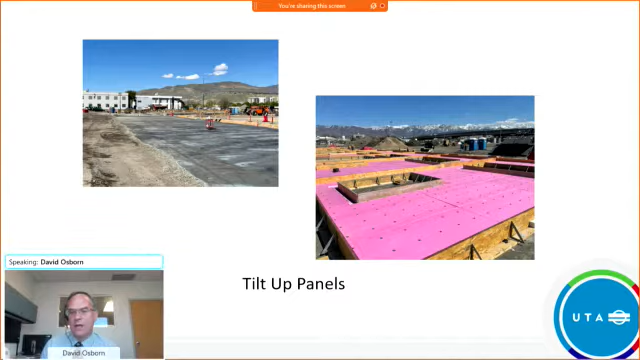 You're sharing this screen
Speaking: David Osborn
Tilt Up Panels
David Osborn
UTA